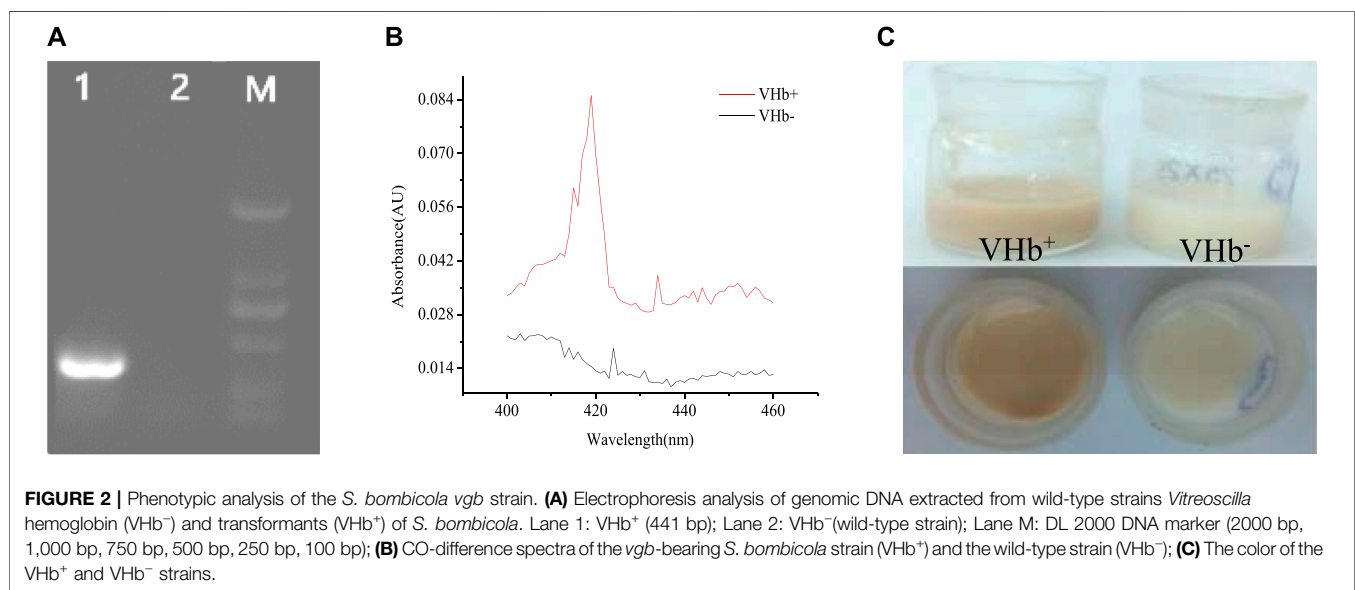 A
B
C
1 2 M
0.084
0.070
0.056
0.042
0.028
0.014
Absorbance(AU)
400 420 440 460
Wavelength(nm)
VHb+
VHb-
25X25
VHb⁺ VHb⁻
FIGURE 2 | Phenotypic analysis of the S. bombicola vgb strain. (A) Electrophoresis analysis of genomic DNA extracted from wild-type strains Vitreoscilla
hemoglobin (VHb⁻) and transformants (VHb⁺) of S. bombicola. Lane 1: VHb⁺ (441 bp); Lane 2: VHb⁻(wild-type strain); Lane M: DL 2000 DNA marker (2000 bp,
1,000 bp, 750 bp, 500 bp, 250 bp, 100 bp); (B) CO-difference spectra of the vgb-bearing S. bombicola strain (VHb⁺) and the wild-type strain (VHb⁻); (C) The color of the
VHb⁺ and VHb⁻ strains.